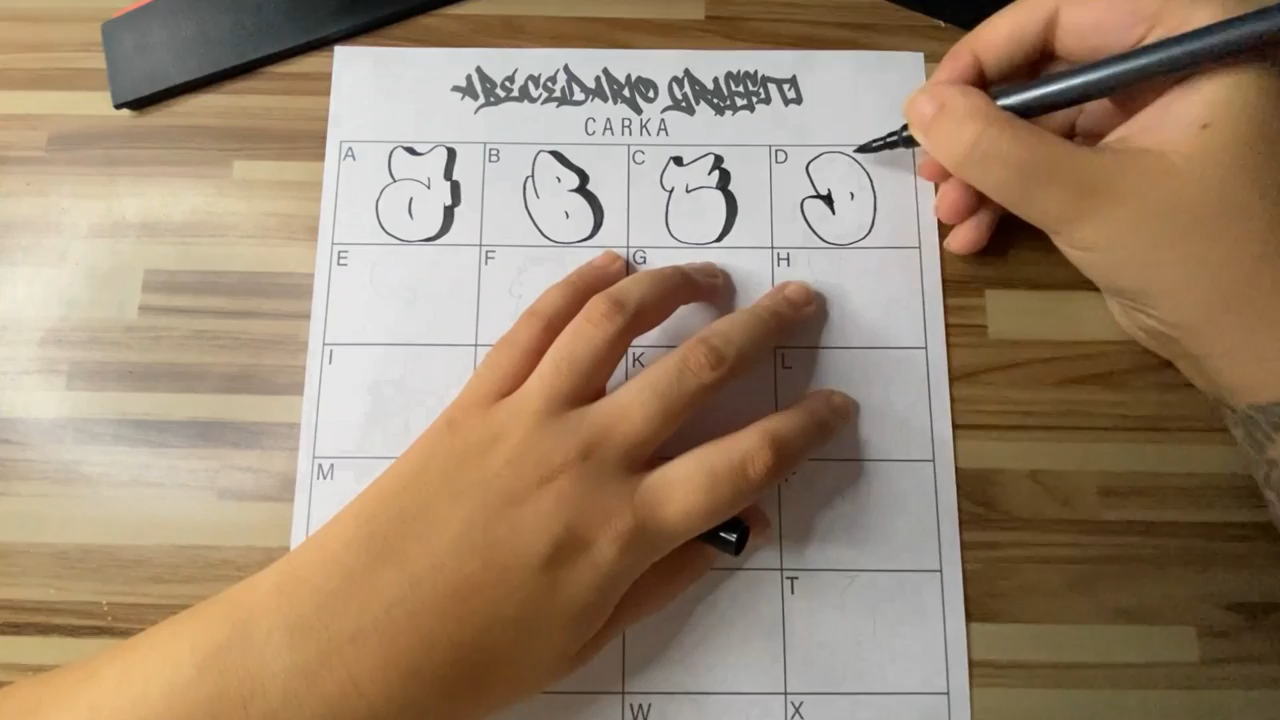 ABECEDARIO GRAFFITI
CARKA
A B C D
E F G H
I K L
M
T
W X